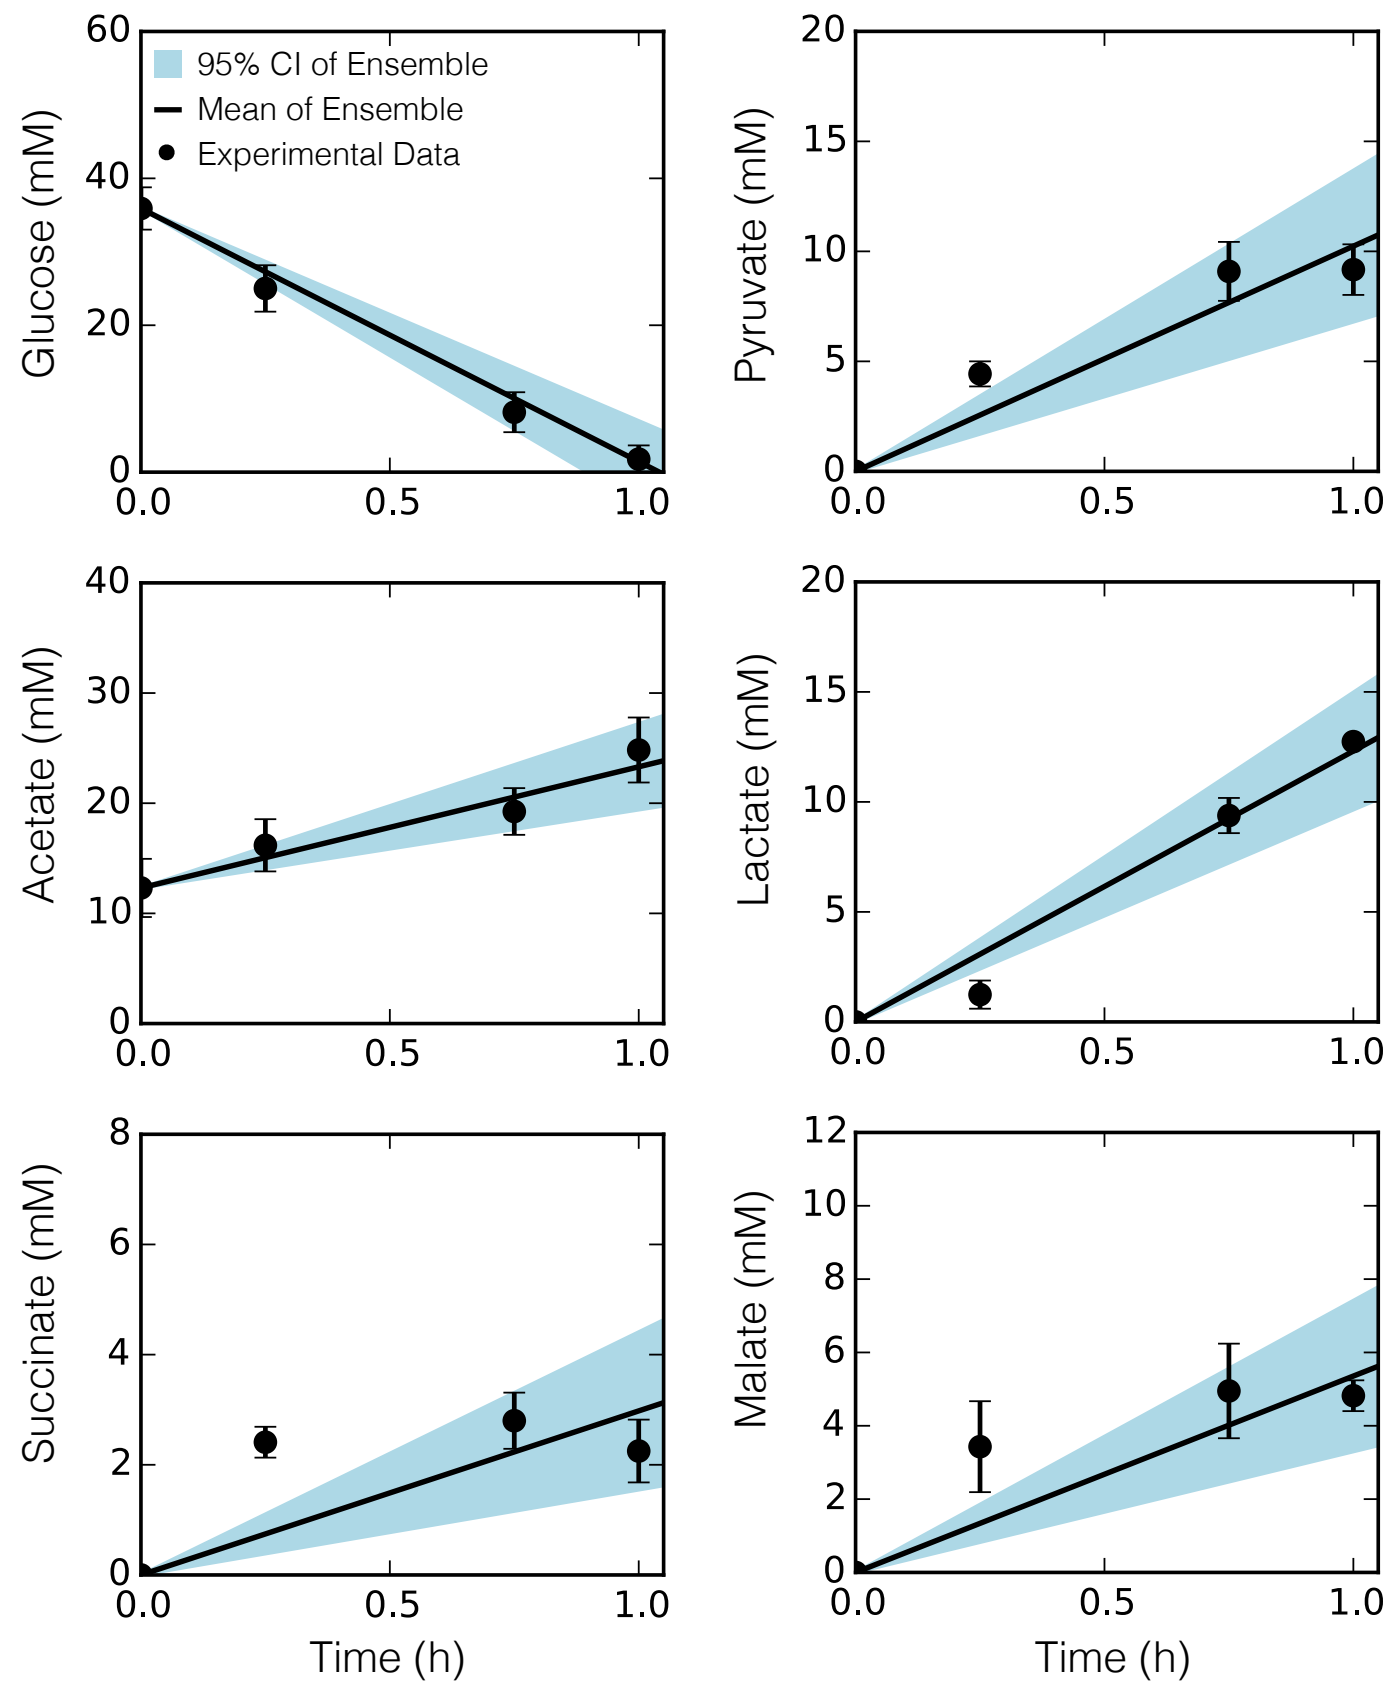 Glucose (mM)
60
40
20
0
0.0 0.5 1.0
95% CI of Ensemble
Mean of Ensemble
Experimental Data
Pyruvate (mM)
20
15
10
5
0
0.0 0.5 1.0
Acetate (mM)
40
30
20
10
0
0.0 0.5 1.0
Lactate (mM)
20
15
10
5
0
0.0 0.5 1.0
Succinate (mM)
8
6
4
2
0
0.0 0.5 1.0
Time (h)
Malate (mM)
12
10
8
6
4
2
0
0.0 0.5 1.0
Time (h)